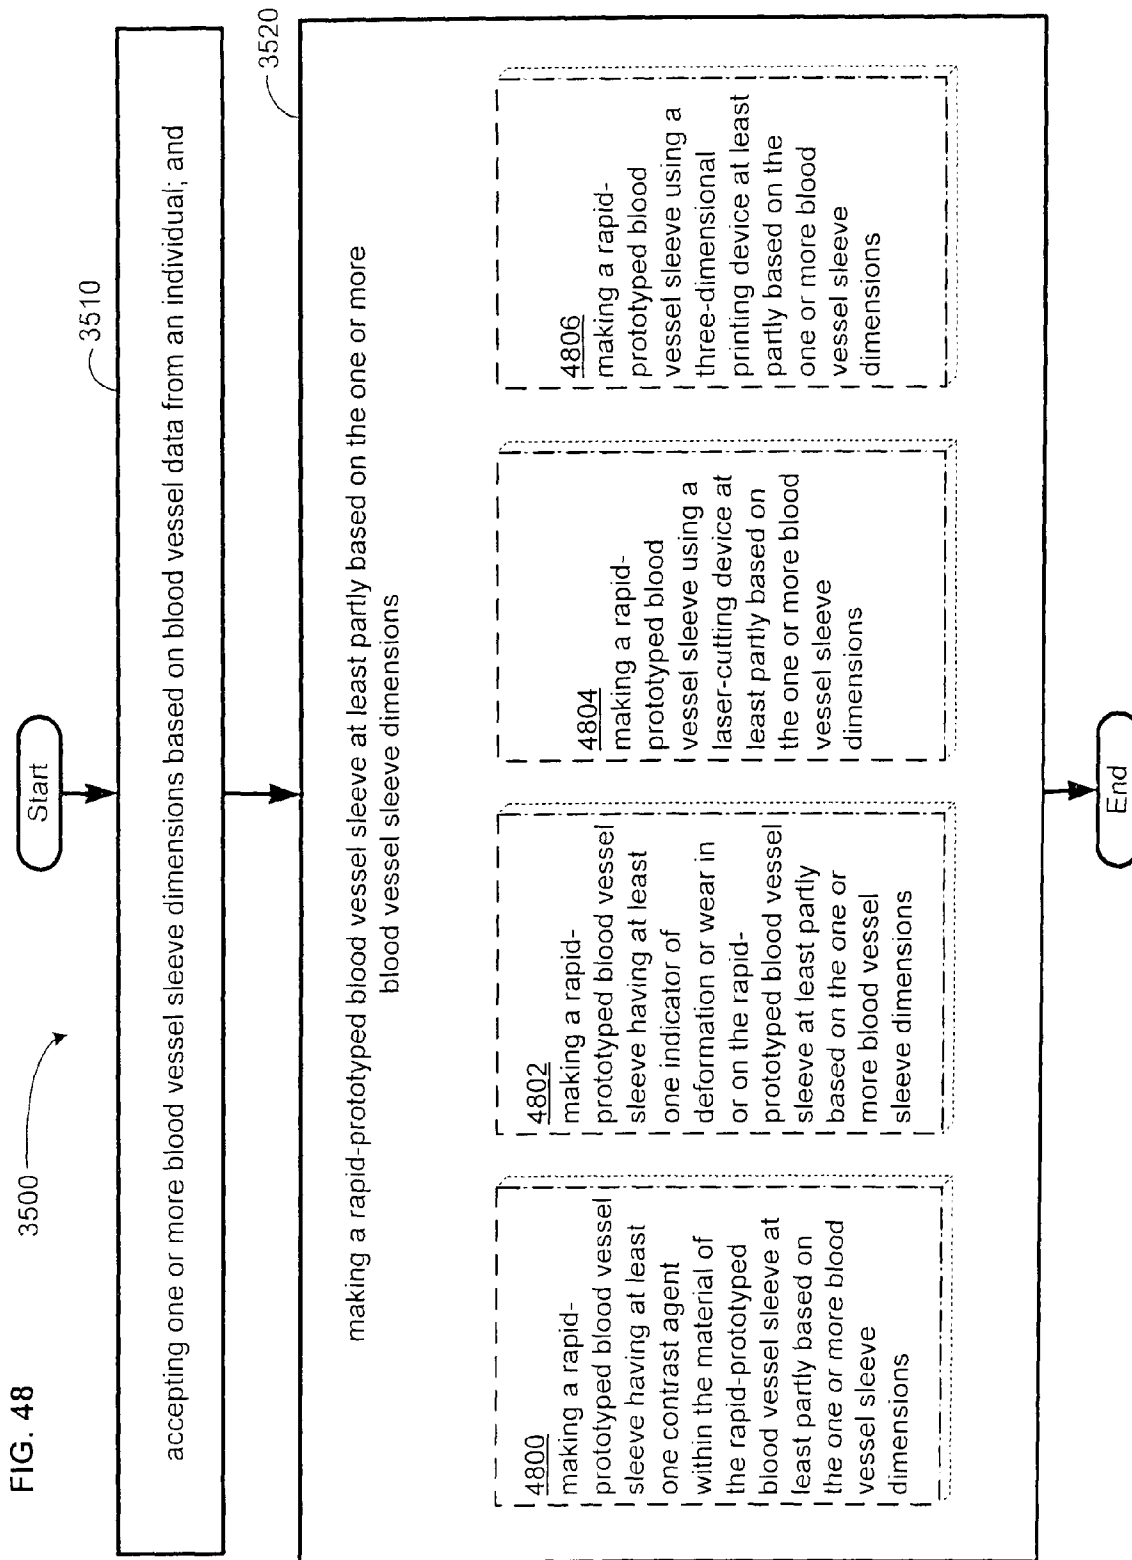 FIG. 48
3500
Start
3510
accepting one or more blood vessel sleeve dimensions based on blood vessel data from an individual; and
3520
making a rapid-prototyped blood vessel sleeve at least partly based on the one or more
blood vessel sleeve dimensions
4800
making a rapid-
prototyped blood vessel
sleeve having at least
one contrast agent
within the material of
the rapid-prototyped
blood vessel sleeve at
least partly based on
the one or more blood
vessel sleeve
dimensions
4802
making a rapid-
prototyped blood vessel
sleeve having at least
one indicator of
deformation or wear in
or on the rapid-
prototyped blood vessel
sleeve at least partly
based on the one or
more blood vessel
sleeve dimensions
4804
making a rapid-
prototyped blood
vessel sleeve using a
laser-cutting device at
least partly based on
the one or more blood
vessel sleeve
dimensions
4806
making a rapid-
prototyped blood
vessel sleeve using a
three-dimensional
printing device at least
partly based on the
one or more blood
vessel sleeve
dimensions
End